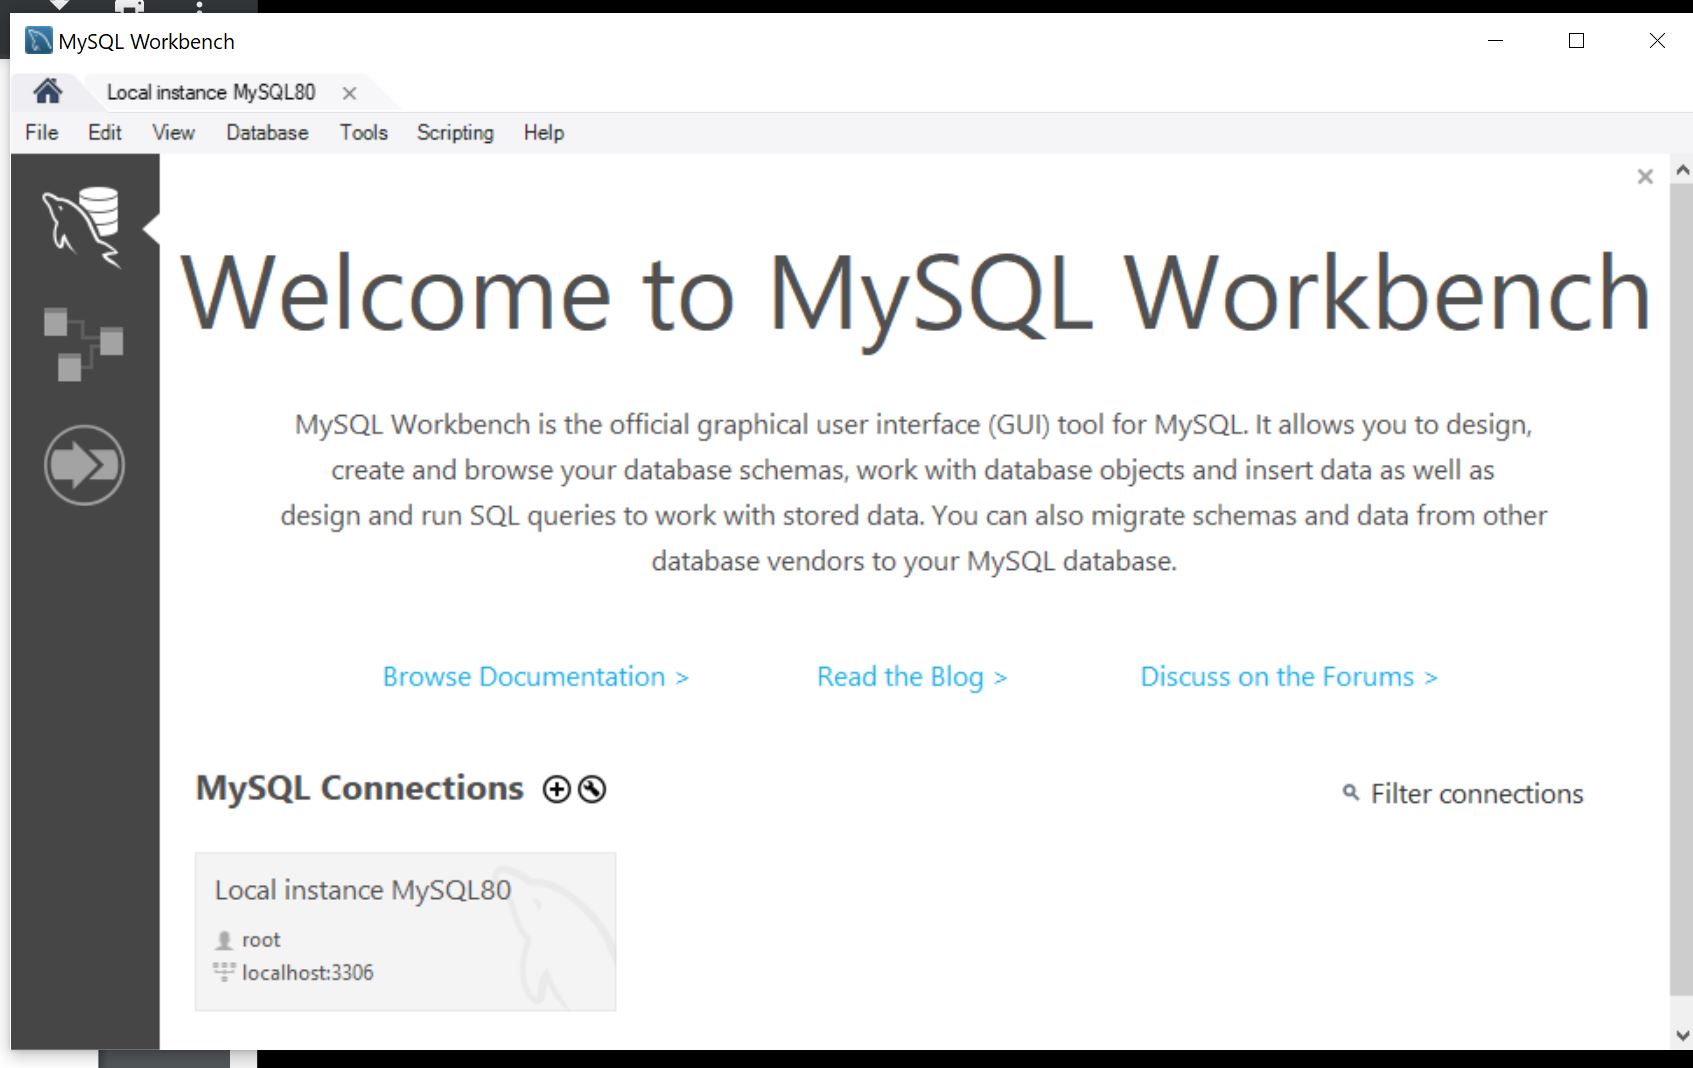 MySQL Workbench
Local instance MySQL80
File Edit View Database Tools Scripting Help
Welcome to MySQL Workbench
MySQL Workbench is the official graphical user interface (GUI) tool for MySQL. It allows you to design,
create and browse your database schemas, work with database objects and insert data as well as
design and run SQL queries to work with stored data. You can also migrate schemas and data from other
database vendors to your MySQL database.
Browse Documentation > Read the Blog > Discuss on the Forums >
MySQL Connections
Filter connections
Local instance MySQL80
root
localhost:3306